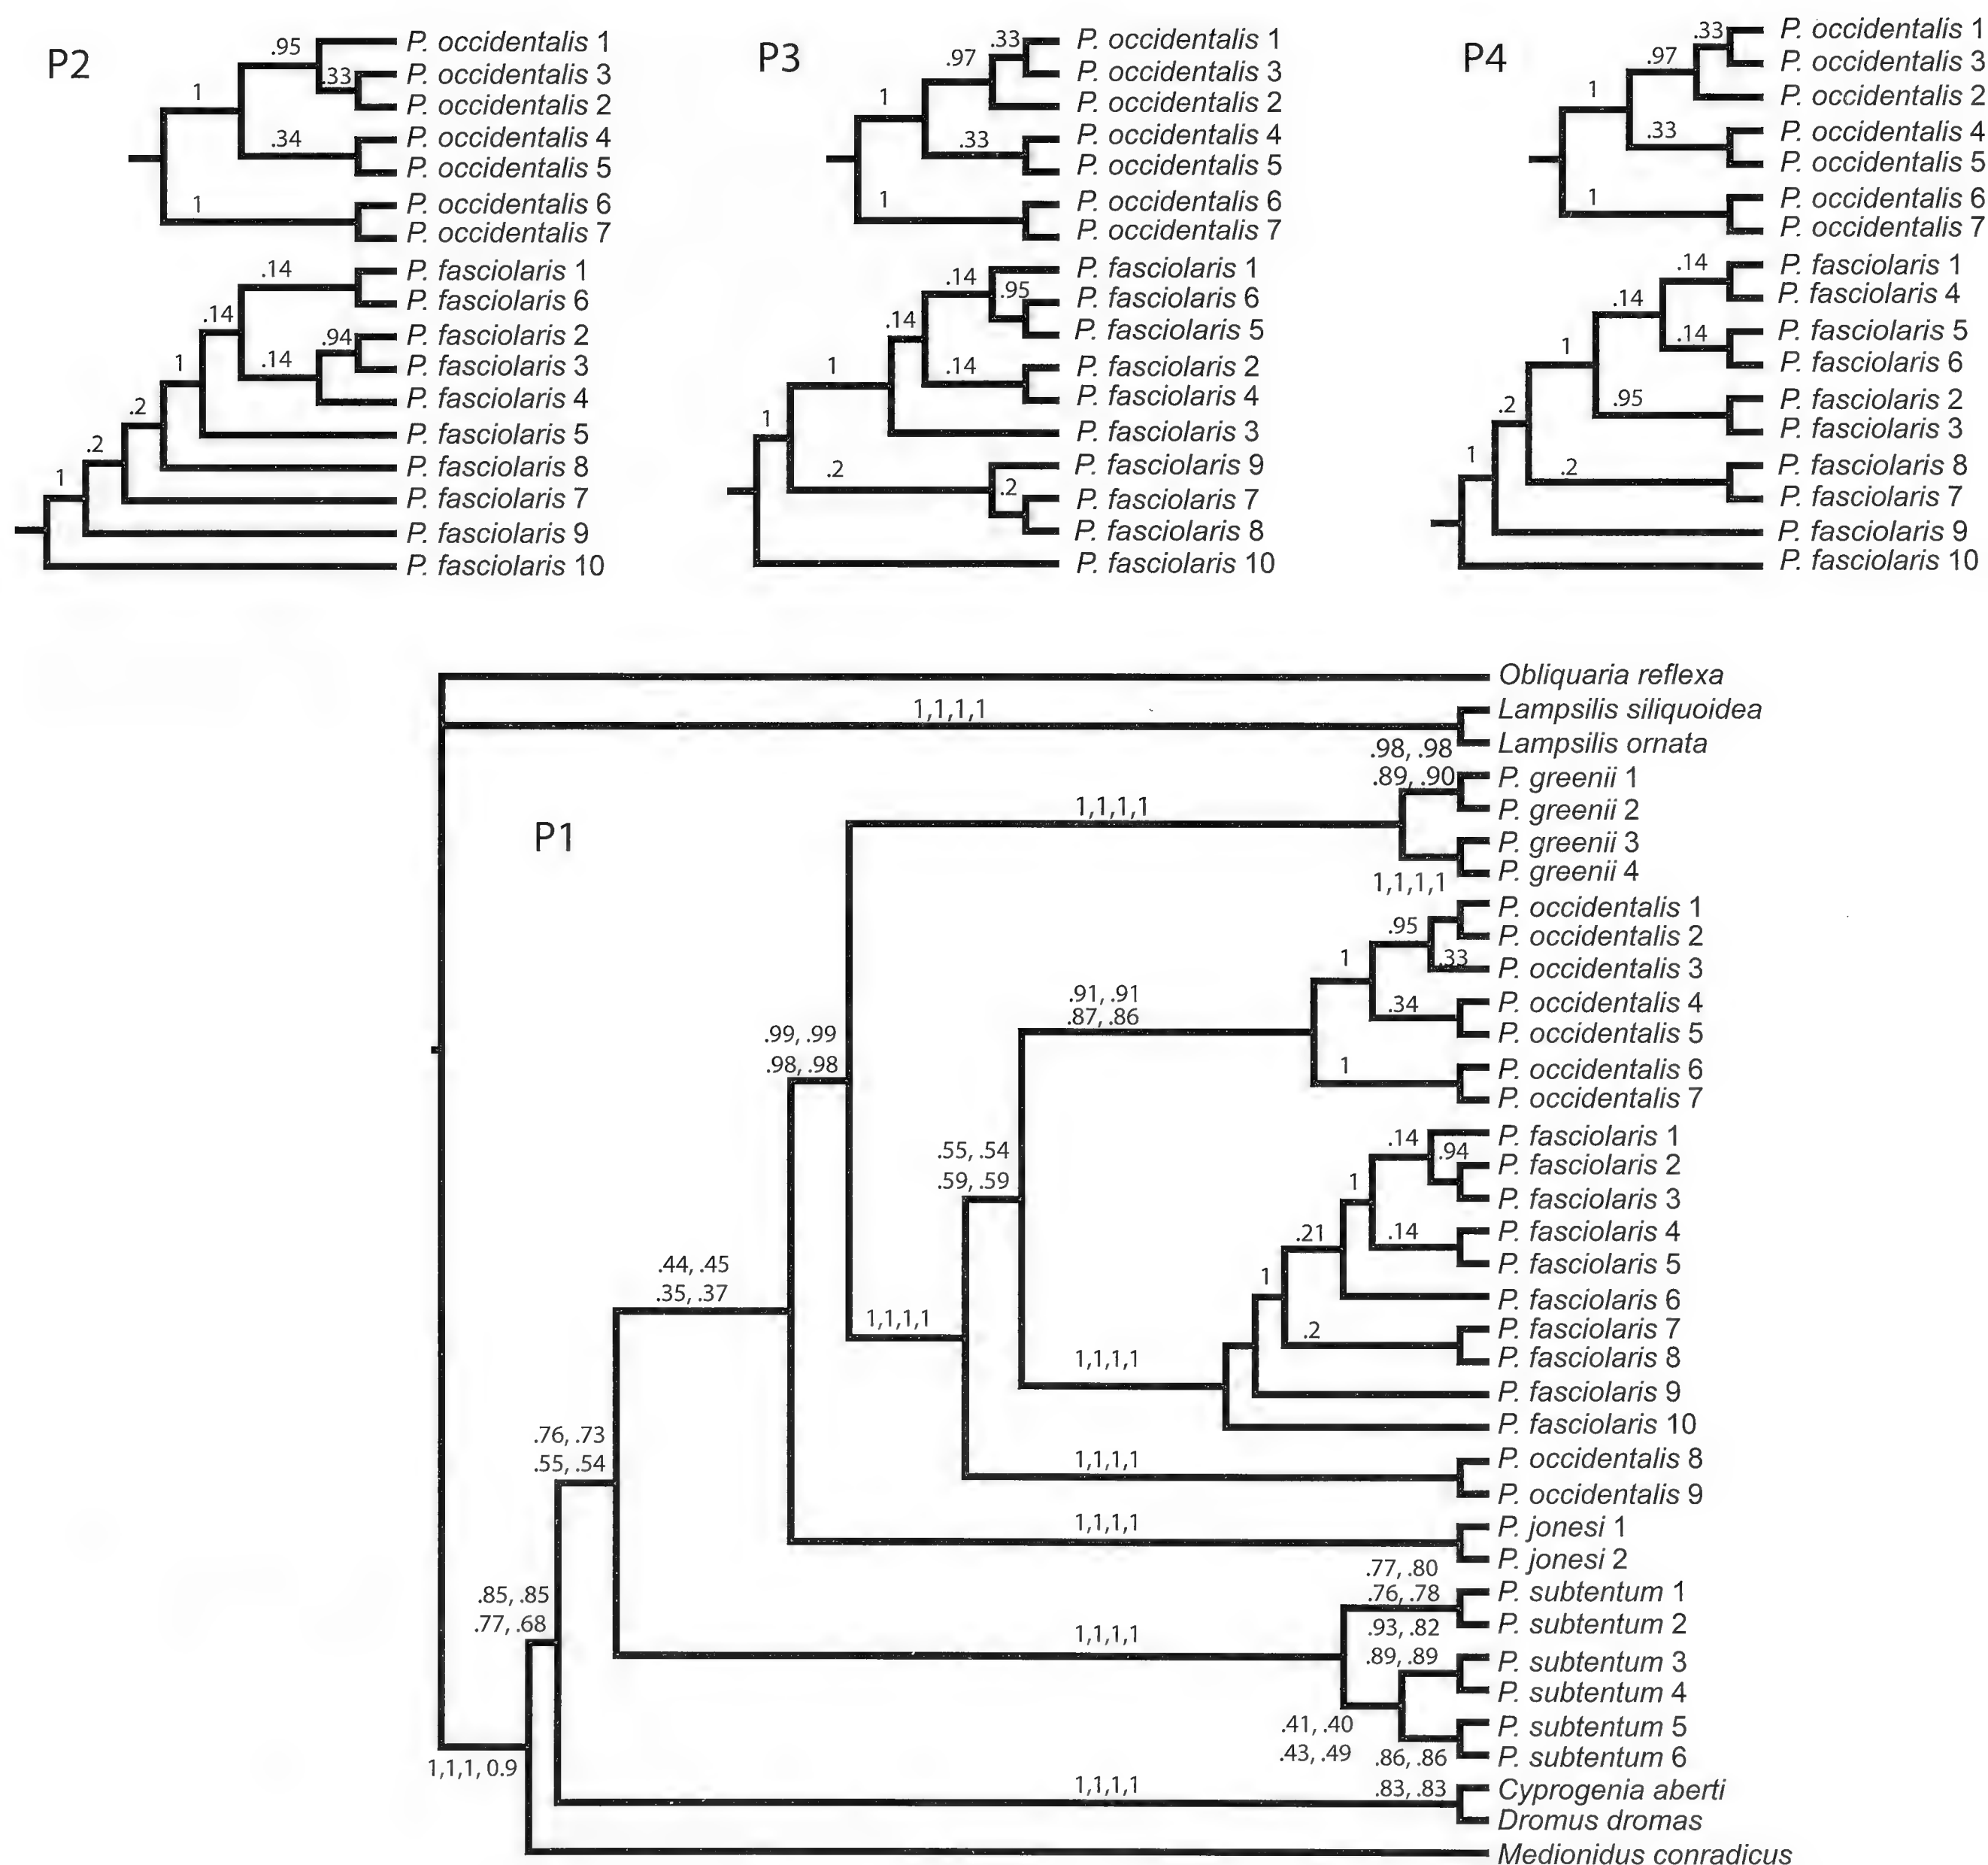 P2
.95
P. occidentalis 1
.33
P. occidentalis 3
1
P. occidentalis 2
.34
P. occidentalis 4
P. occidentalis 5
1
P. occidentalis 6
P. occidentalis 7
.14
P. fasciolaris 1
P. fasciolaris 6
.14
.94
P. fasciolaris 2
1
.14
P. fasciolaris 3
.2
P. fasciolaris 4
.2
P. fasciolaris 5
1
P. fasciolaris 8
P. fasciolaris 7
P. fasciolaris 9
P. fasciolaris 10
P3
.33
P. occidentalis 1
.97
P. occidentalis 3
1
P. occidentalis 2
.33
P. occidentalis 4
P. occidentalis 5
1
P. occidentalis 6
P. occidentalis 7
.14
P. fasciolaris 1
.95
P. fasciolaris 6
.14
P. fasciolaris 5
1
.14
P. fasciolaris 2
P. fasciolaris 4
1
P. fasciolaris 3
.2
P. fasciolaris 9
.2
P. fasciolaris 7
P. fasciolaris 8
P. fasciolaris 10
P4
.33
P. occidentalis 1
.97
P. occidentalis 3
1
P. occidentalis 2
.33
P. occidentalis 4
P. occidentalis 5
1
P. occidentalis 6
P. occidentalis 7
.14
P. fasciolaris 1
.14
P. fasciolaris 4
1
.14
P. fasciolaris 5
P. fasciolaris 6
.2
.95
P. fasciolaris 2
P. fasciolaris 3
1
.2
P. fasciolaris 8
P. fasciolaris 7
P. fasciolaris 9
P. fasciolaris 10
P1
Obliquaria reflexa
1,1,1,1
Lampsilis siliquoidea
Lampsilis ornata
.98, .98
.89, .90
P. greenii 1
1,1,1,1
P. greenii 2
P. greenii 3
P. greenii 4
1,1,1,1
P. occidentalis 1
.95
P. occidentalis 2
1
.33
P. occidentalis 3
.91, .91
.87, .86
.34
P. occidentalis 4
P. occidentalis 5
.99, .99
.98, .98
1
P. occidentalis 6
P. occidentalis 7
.14
P. fasciolaris 1
.55, .54
.59, .59
.94
P. fasciolaris 2
1
P. fasciolaris 3
.21
.14
P. fasciolaris 4
P. fasciolaris 5
.44, .45
.35, .37
1
P. fasciolaris 6
1,1,1,1
.2
P. fasciolaris 7
1,1,1,1
P. fasciolaris 8
P. fasciolaris 9
P. fasciolaris 10
.76, .73
.55, .54
1,1,1,1
P. occidentalis 8
P. occidentalis 9
1,1,1,1
P. jonesi 1
P. jonesi 2
.77, .80
.76, .78
P. subtentum 1
.85, .85
.77, .68
.93, .82
P. subtentum 2
1,1,1,1
.89, .89
P. subtentum 3
P. subtentum 4
.41, .40
.43, .49
P. subtentum 5
.86, .86
P. subtentum 6
1,1,1, 0.9
1,1,1,1
.83, .83
Cyprogenia aberti
Dromus dromas
Medionidus conradicus